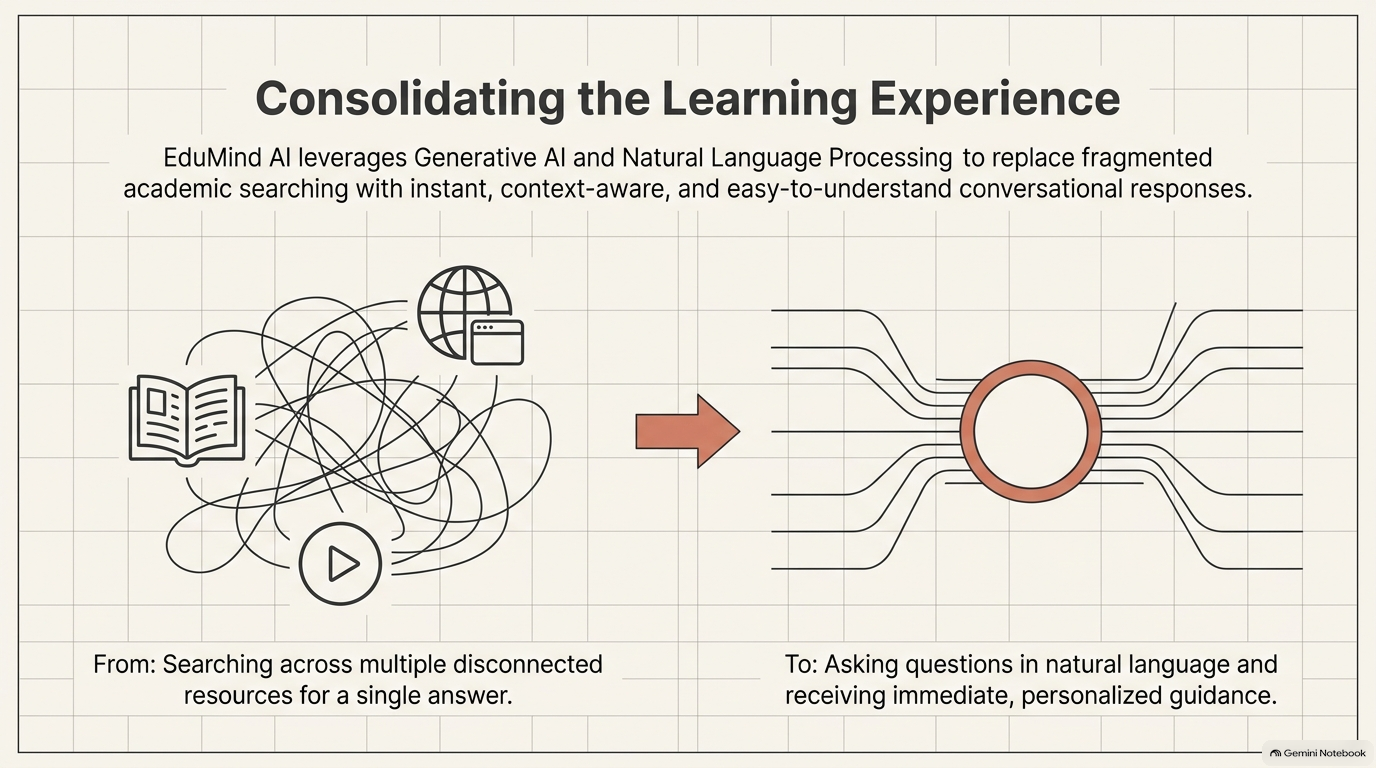 Consolidating the Learning Experience
EduMind AI leverages Generative AI and Natural Language Processing to replace fragmented
academic searching with instant, context-aware, and easy-to-understand conversational responses.
From: Searching across multiple disconnected
resources for a single answer.
To: Asking questions in natural language and
receiving immediate, personalized guidance.
Gemini Notebook